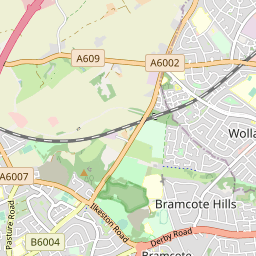 A609
A6002
Wolla
A6007
Pasture Road
Ilkeston Road
Bramcote Hills
B6004
Derby Road
Bramcote